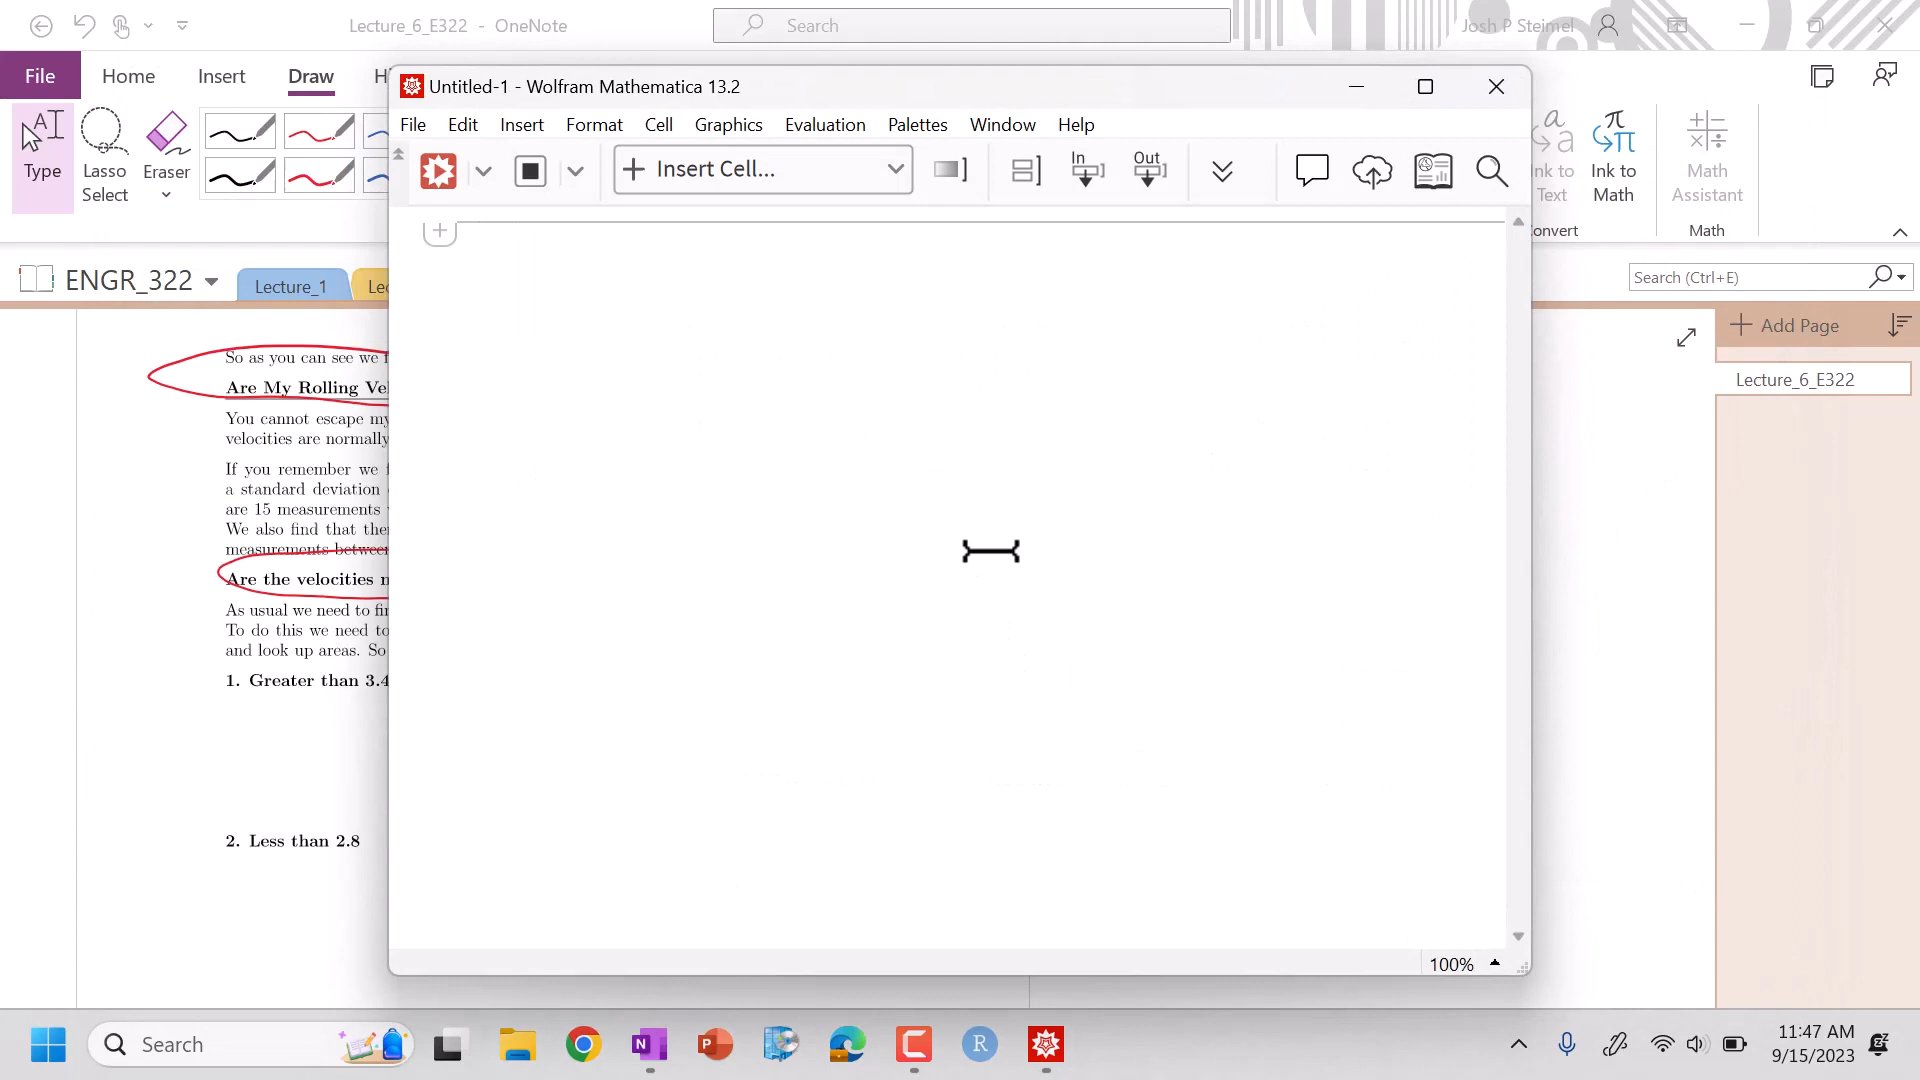 Lecture_6_E322 - OneNote
Search
Josh P Steimel
File
Home
Insert
Draw
Type
Lasso
Select
Eraser
Ink to
Text
Ink to
Math
Math
Assistant
Math
ENGR_322
Lecture_1
Search (Ctrl+E)
Add Page
Lecture_6_E322
So as you can see we
Are My Rolling
You cannot escape my
velocities are normally
If you remember we
a standard deviation
are 15 measurements
We also find that
measurements between
Are the velocities
As usual we need to
To do this we need to
and look up areas. So
1. Greater than 3.4
2. Less than 2.8
Untitled-1 - Wolfram Mathematica 13.2
File Edit Insert Format Cell Graphics Evaluation Palettes Window Help
Insert Cell...
In
Out
100%
Search
11:47 AM
9/15/2023